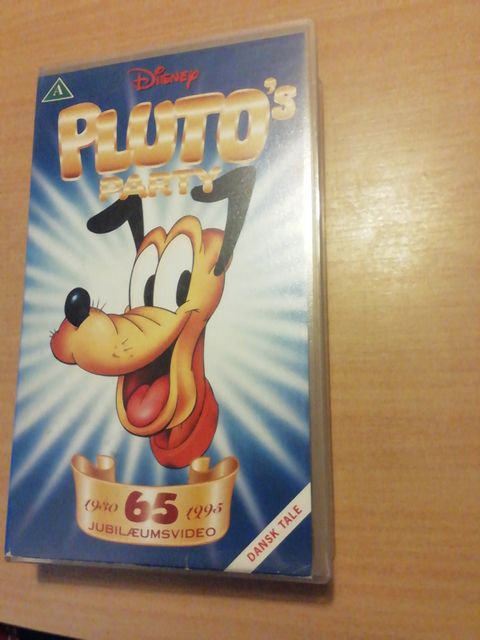 A
Disney
PLUTO's
PARTY
1930 65 1995
JUBILÆUMSVIDEO
DANSK TALE